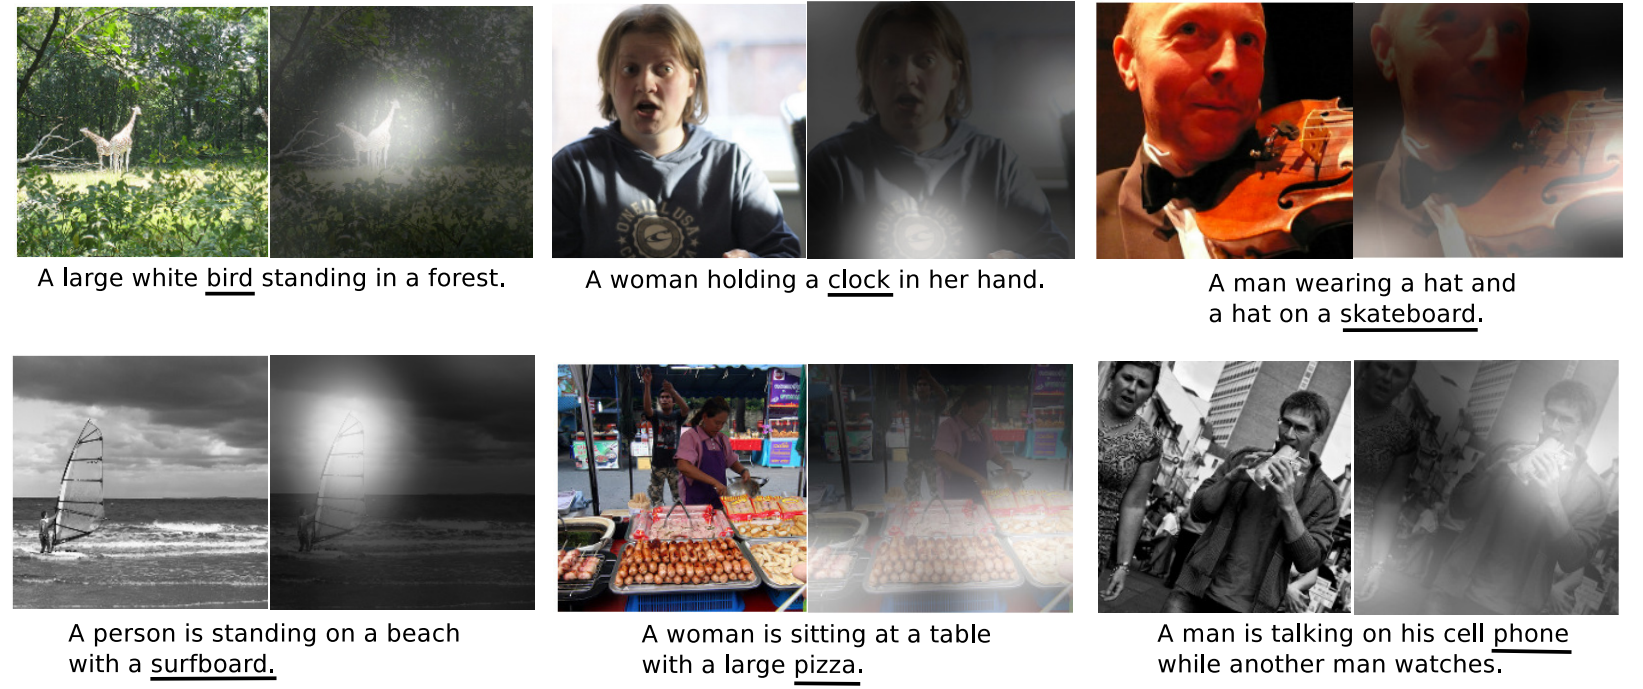 O'NEILL USA
A large white bird standing in a forest.
A woman holding a clock in her hand.
A man wearing a hat and
a hat on a skateboard.
A person is standing on a beach
with a surfboard.
A woman is sitting at a table
with a large pizza.
A man is talking on his cell phone
while another man watches.